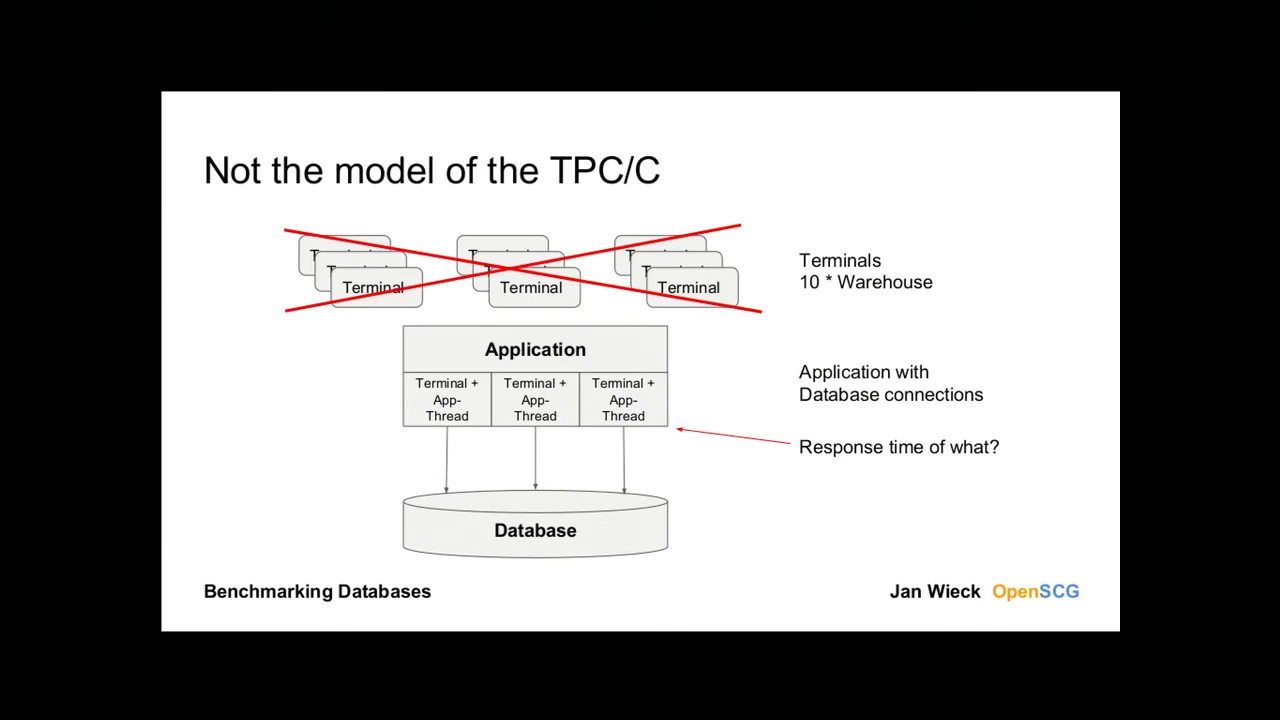 Not the model of the TPC/C
Terminal
Terminal
Terminal
Terminals
10 * Warehouse
Application
Terminal +
App-
Thread
Terminal +
App-
Thread
Terminal +
App-
Thread
Application with
Database connections
Response time of what?
Database
Benchmarking Databases
Jan Wieck OpenSCG